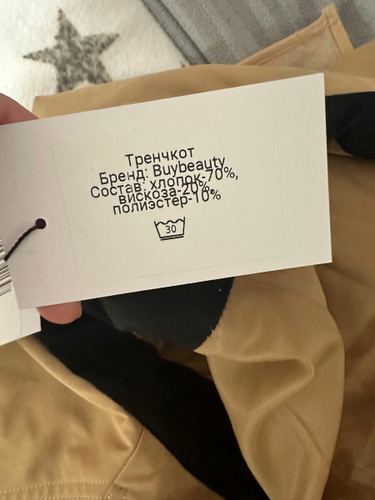 Тренчкот
Бренд: Buybeauty
Состав: хлопок-70%,
вискоза-20%,
полиэстер-10%
30